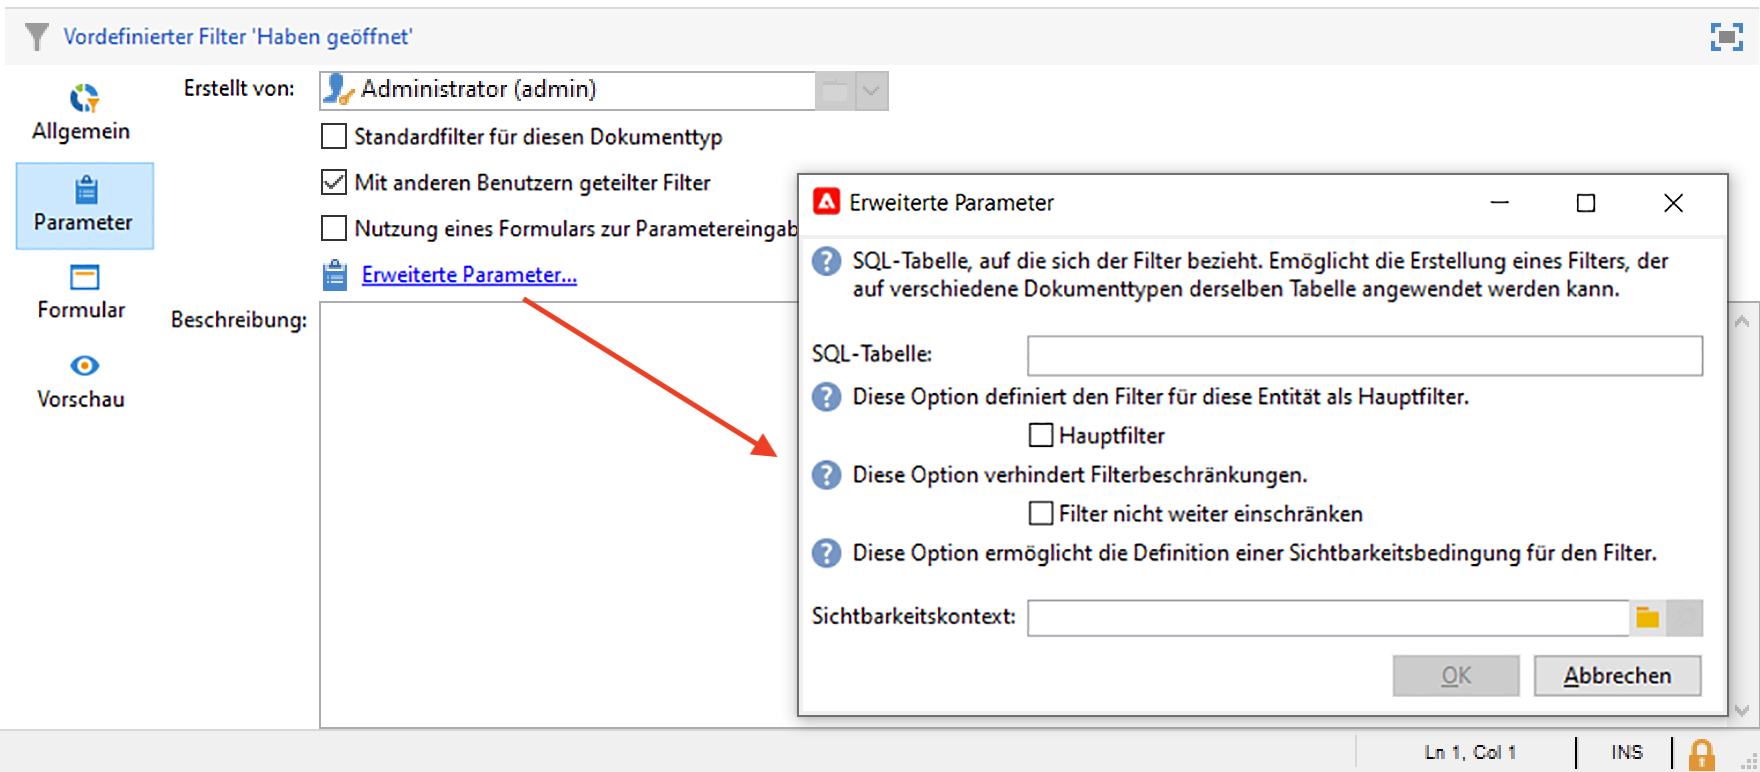 Vordefinierter Filter 'Haben geöffnet'
Allgemein
Parameter
Formular
Vorschau
Erstellt von:
Administrator (admin)
Standardfilter für diesen Dokumenttyp
Mit anderen Benutzern geteilter Filter
Nutzung eines Formulars zur Parametereingab
Erweiterte Parameter...
Beschreibung:
Erweiterte Parameter
SQL-Tabelle, auf die sich der Filter bezieht. Emöglicht die Erstellung eines Filters, der
auf verschiedene Dokumenttypen derselben Tabelle angewendet werden kann.
SQL-Tabelle:
Diese Option definiert den Filter für diese Entität als Hauptfilter.
Hauptfilter
Diese Option verhindert Filterbeschränkungen.
Filter nicht weiter einschränken
Diese Option ermöglicht die Definition einer Sichtbarkeitsbedingung für den Filter.
Sichtbarkeitskontext:
OK
Abbrechen
Ln 1, Col 1
INS